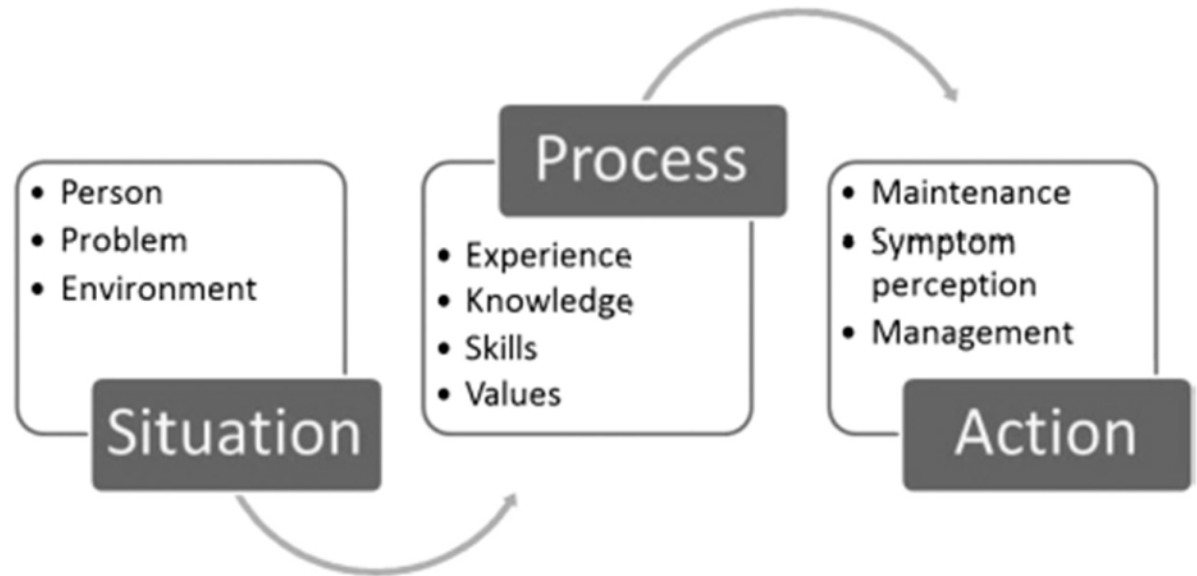 • Person
• Problem
• Environment
Situation
Process
• Experience
• Knowledge
• Skills
• Values
• Maintenance
• Symptom
perception
• Management
Action